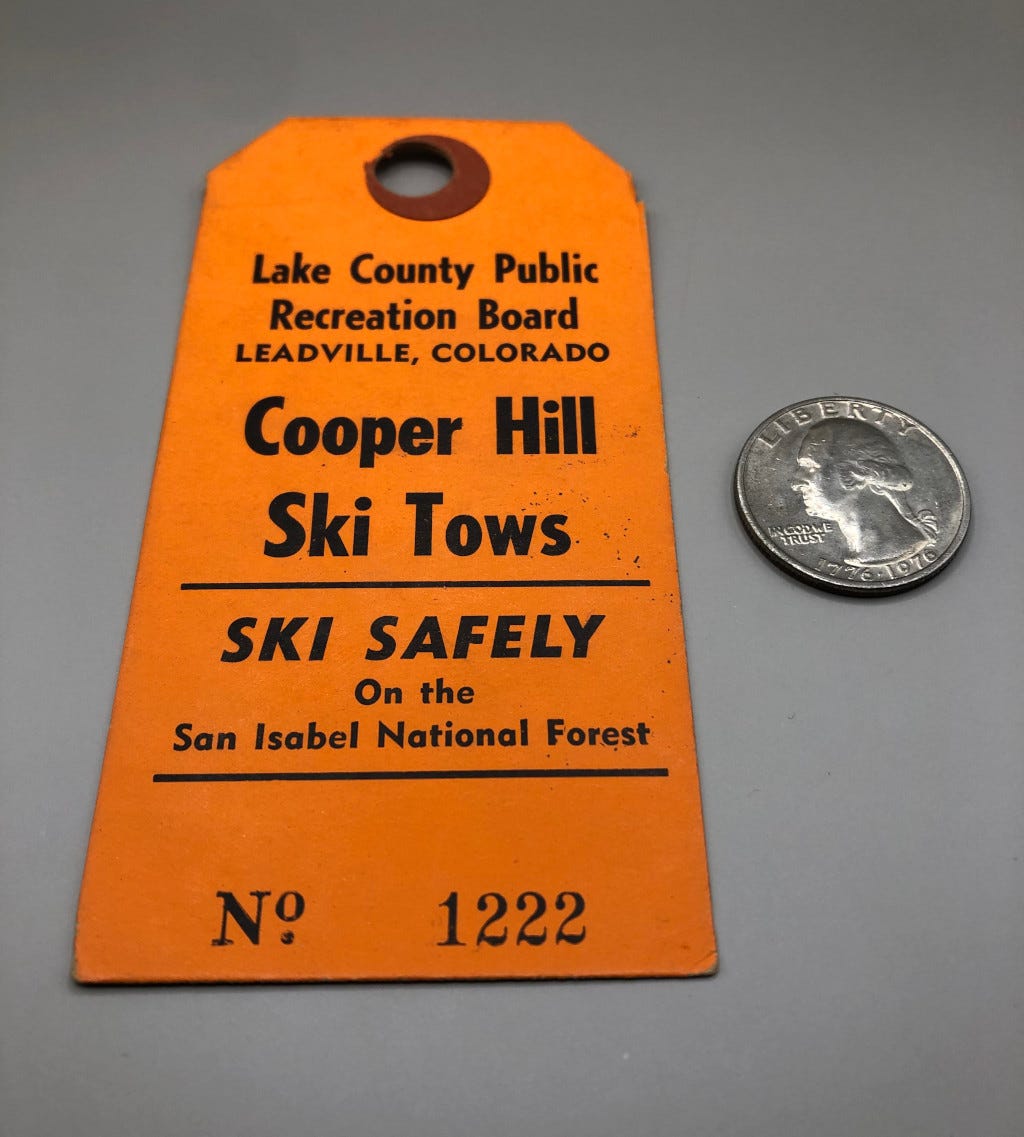 Lake County Public
Recreation Board
LEADVILLE, COLORADO
Cooper Hill
Ski Tows
SKI SAFELY
On the
San Isabel National Forest
Nº 1222
LIBERTY
IN GOD WE
TRUST
1776·1976